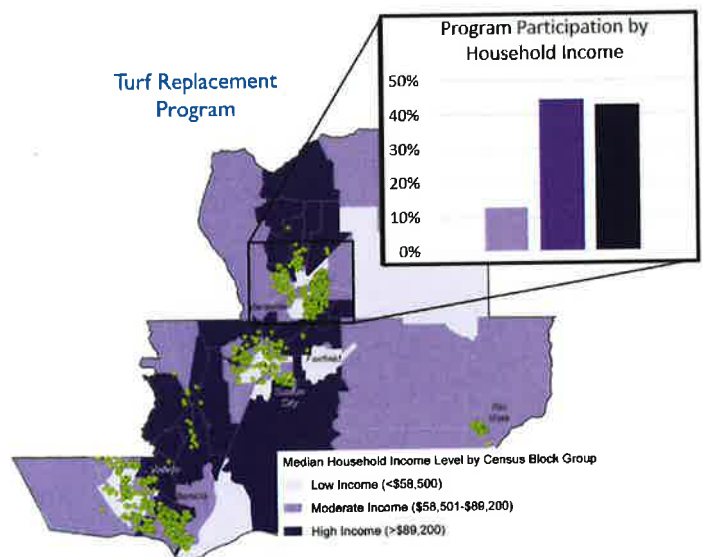 Turf Replacement
Program
Program Participation by
Household Income
50%
40%
30%
20%
10%
0%
Fairfield
City
Rio
Vista
Vallejo
Benicia
Median Household Income Level by Census Block Group
Low Income (<$58,500)
Moderate Income ($58,501-$89,200)
High Income (>$89,200)